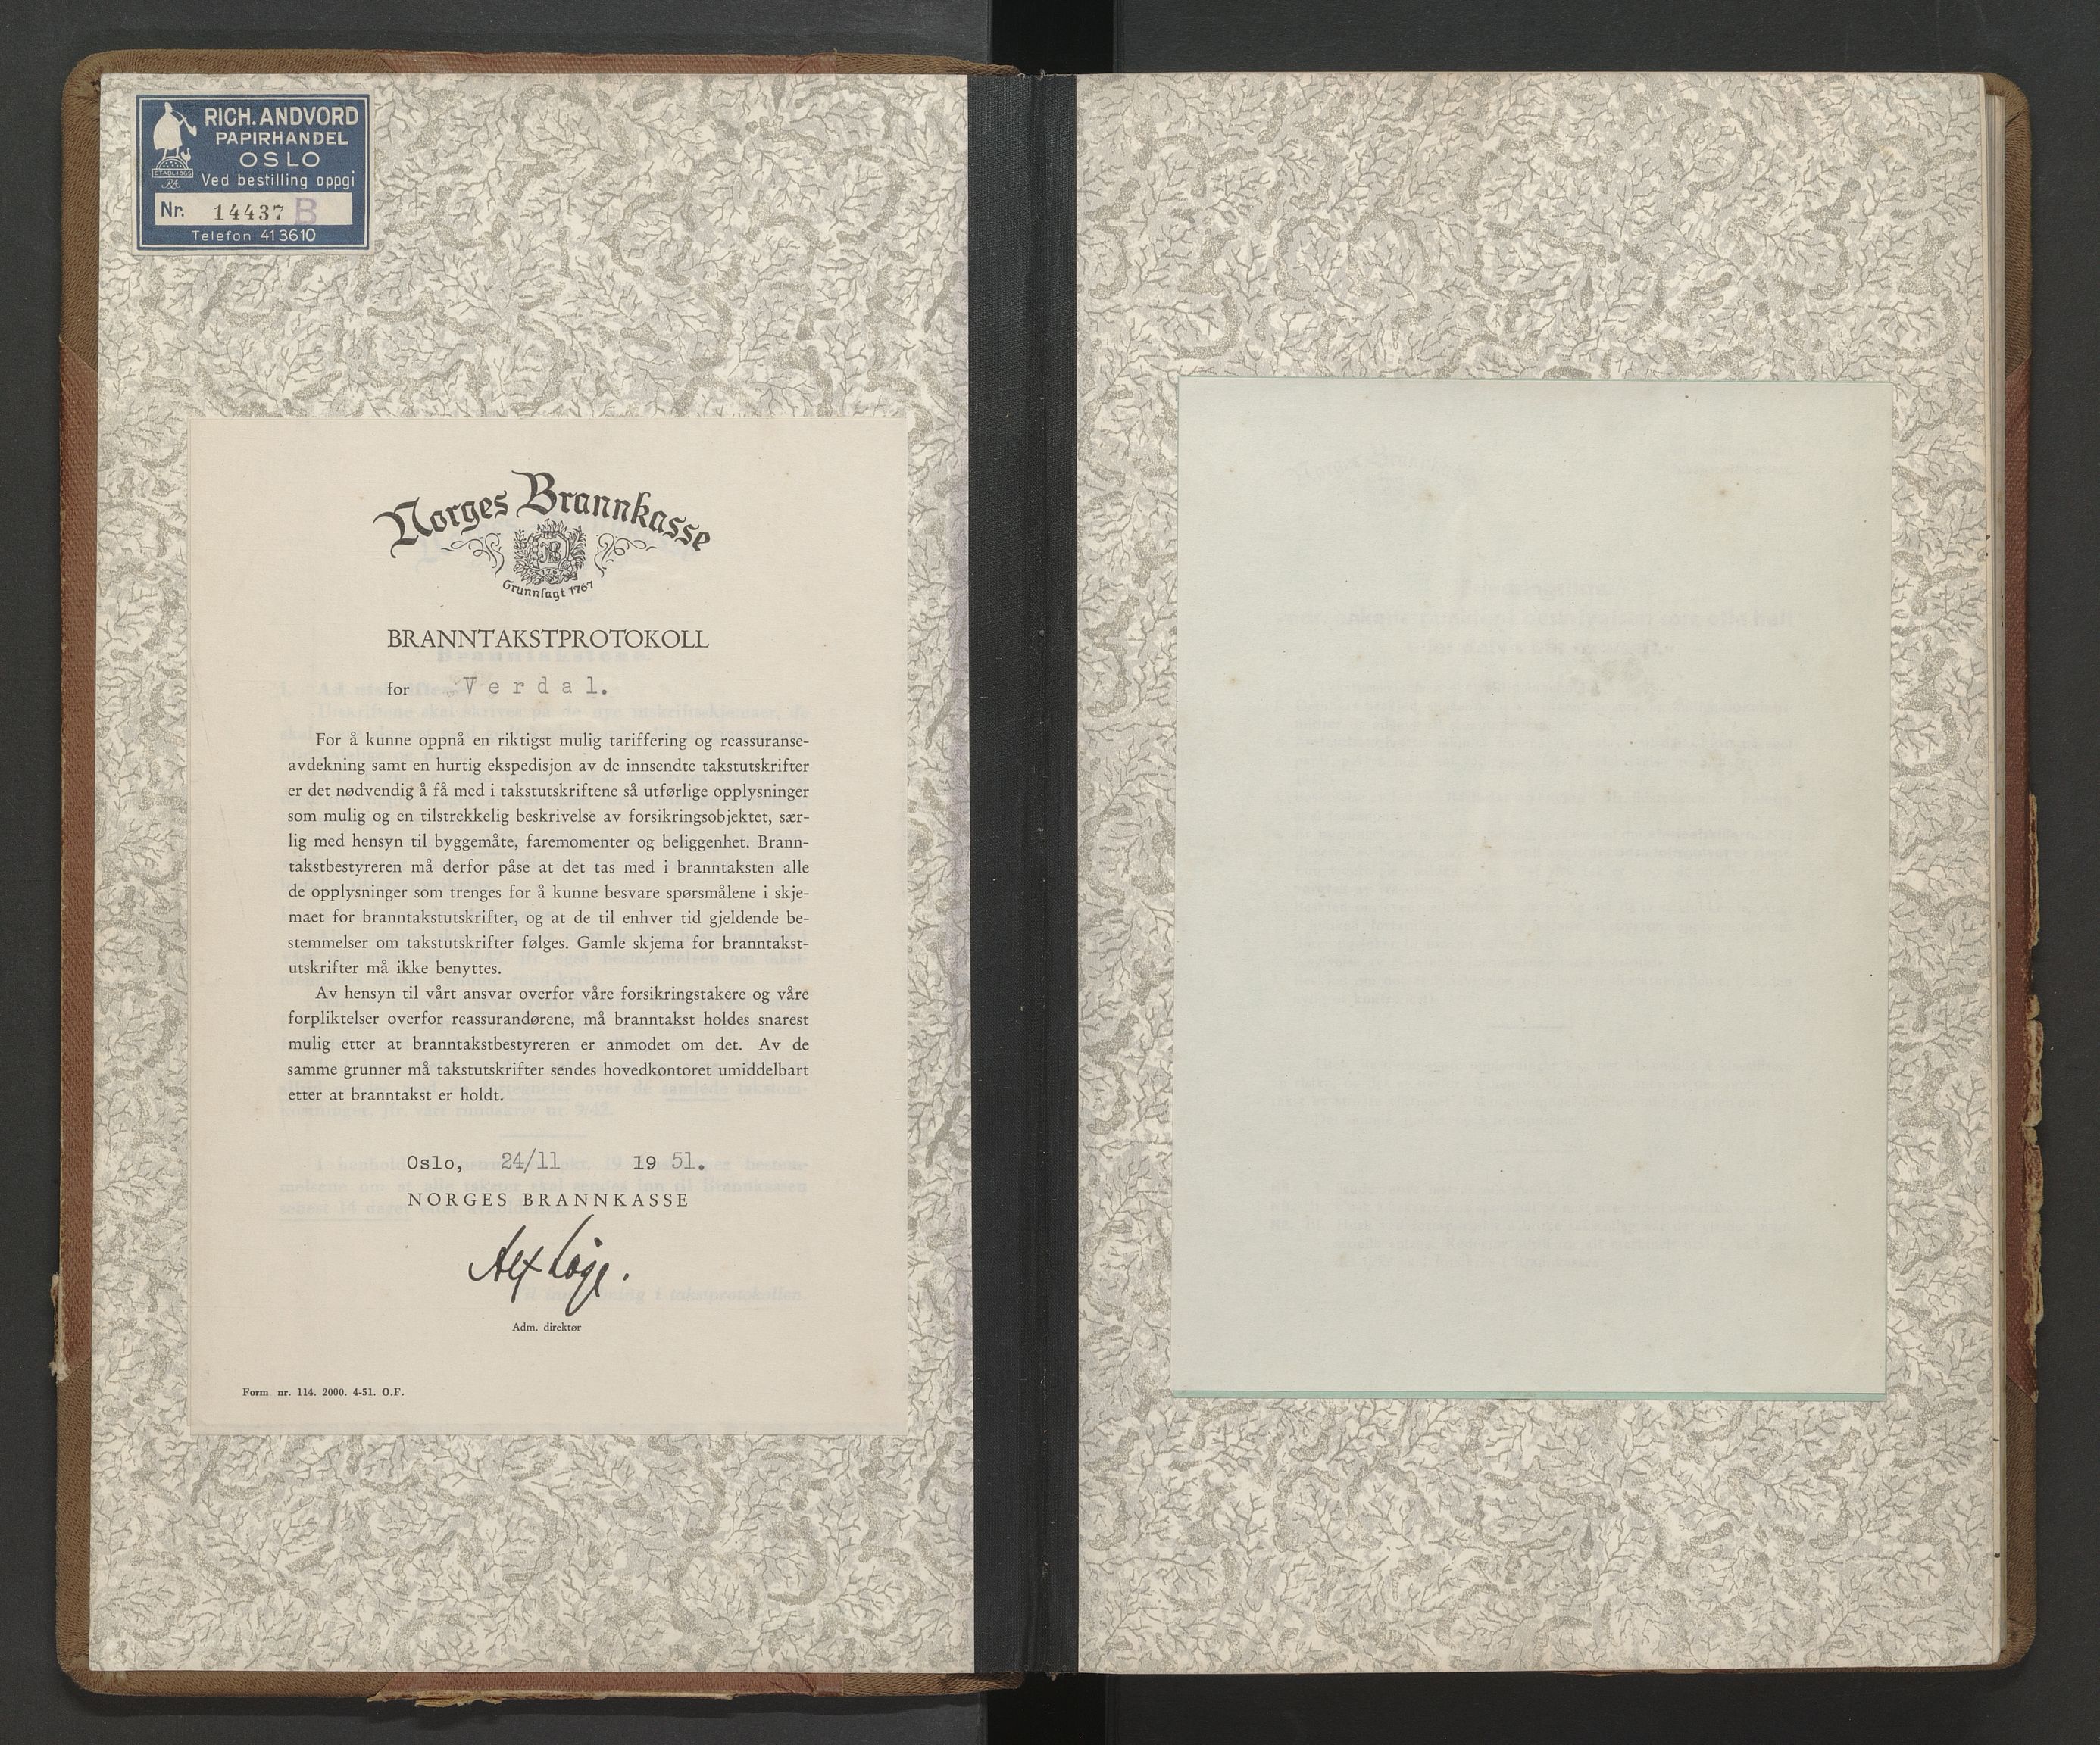 RICH. ANDVORD
PAPIRHANDEL
OSLO
ETABL. 1865
Ved bestilling oppgi
Nr. 14437 B
Telefon 413610
Norges Brannkasse
Grunnlagt 1767
BRANNTAKSTPROTOKOLL
for Verdal.
For å kunne oppnå en riktigst mulig tariffering og reassuranse-
avdekning samt en hurtig ekspedisjon av de innsendte takstutskrifter
er det nødvendig å få med i takstutskriftene så utførlige opplysninger
som mulig og en tilstrekkelig beskrivelse av forsikringsobjektet, sær-
lig med hensyn til byggemåte, faremomenter og beliggenhet. Brann-
takstbestyreren må derfor påse at det tas med i branntaksten alle
de opplysninger som trenges for å kunne besvare spørsmålene i skje-
maet for branntakstutskrifter, og at de til enhver tid gjeldende be-
stemmelser om takstutskrifter følges. Gamle skjema for branntakst-
utskrifter må ikke benyttes.
Av hensyn til vårt ansvar overfor våre forsikringstakere og våre
forpliktelser overfor reassurandørene, må branntakst holdes snarest
mulig etter at branntakstbestyreren er anmodet om det. Av de
samme grunner må takstutskrifter sendes hovedkontoret umiddelbart
etter at branntakst er holdt.
Oslo, 24/11 19 51.
NORGES BRANNKASSE
Adm. direktør
Form nr. 114. 2000. 4-51. O.F.